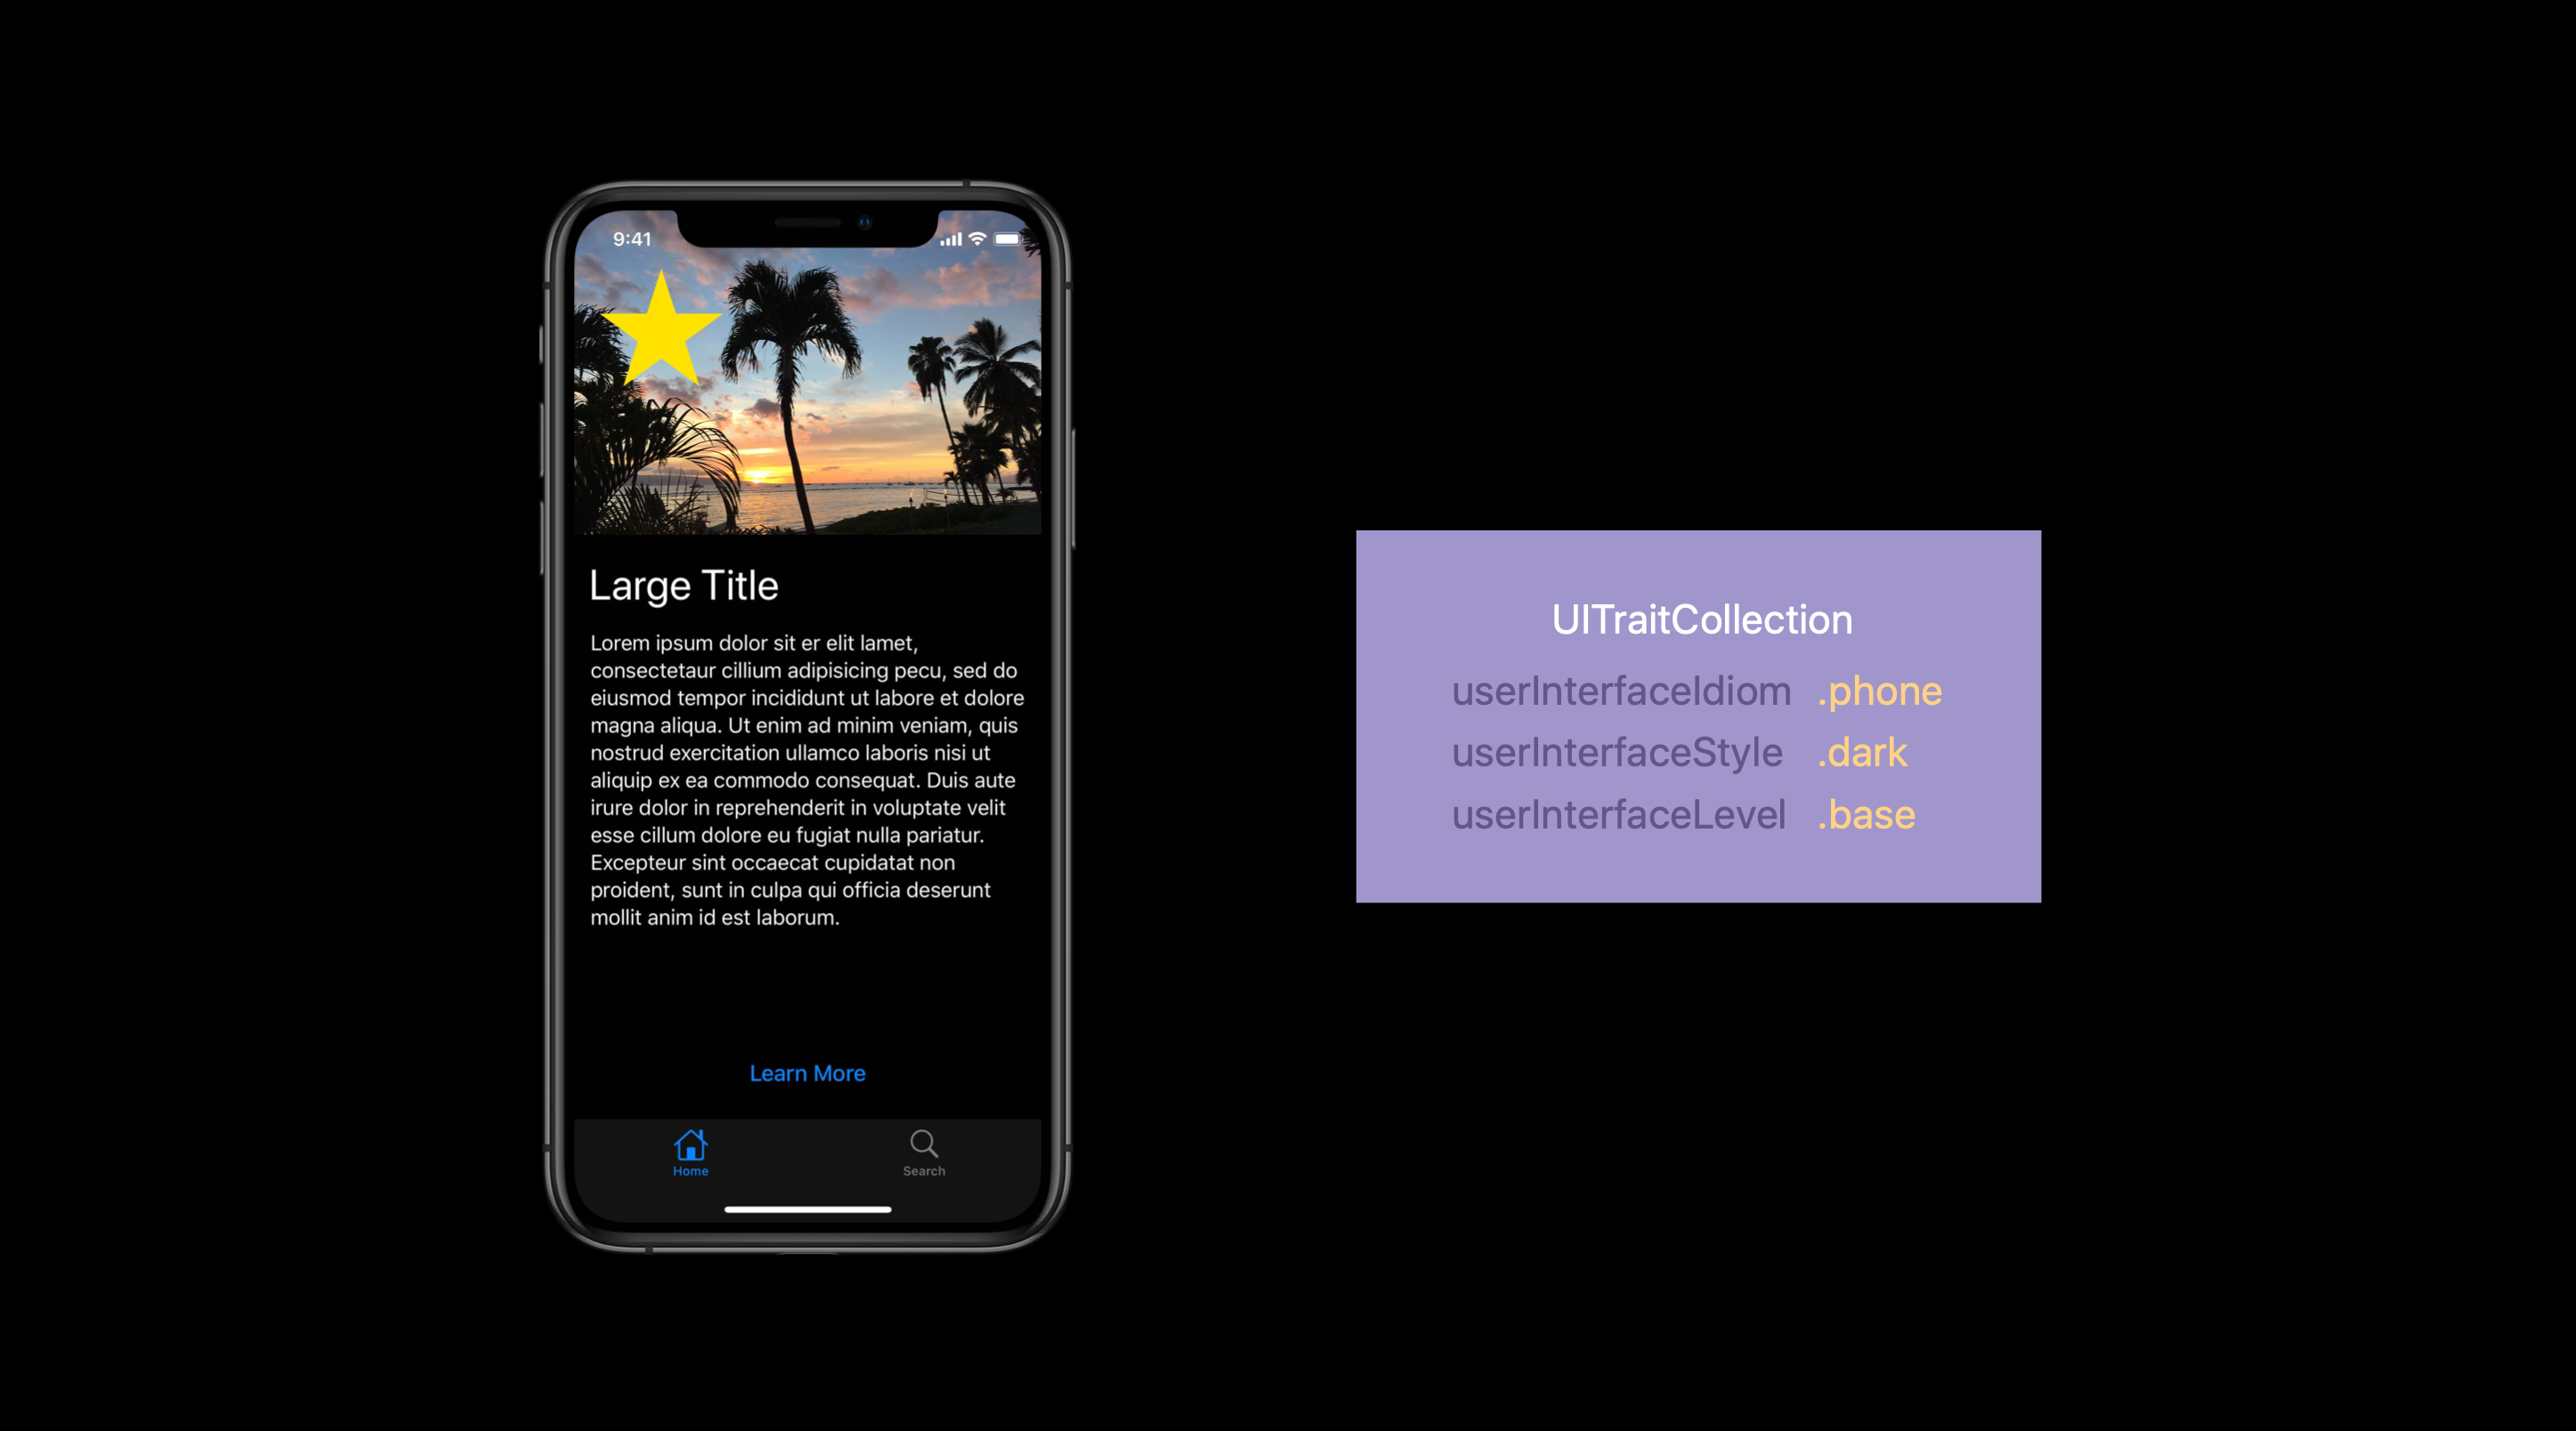 9:41
Large Title
Lorem ipsum dolor sit er elit lamet,
consectetaur cillium adipisicing pecu, sed do
eiusmod tempor incididunt ut labore et dolore
magna aliqua. Ut enim ad minim veniam, quis
nostrud exercitation ullamco laboris nisi ut
aliquip ex ea commodo consequat. Duis aute
irure dolor in reprehenderit in voluptate velit
esse cillum dolore eu fugiat nulla pariatur.
Excepteur sint occaecat cupidatat non
proident, sunt in culpa qui officia deserunt
mollit anim id est laborum.
Learn More
Home Search
UITraitCollection
userInterfaceIdiom .phone
userInterfaceStyle .dark
userInterfaceLevel .base